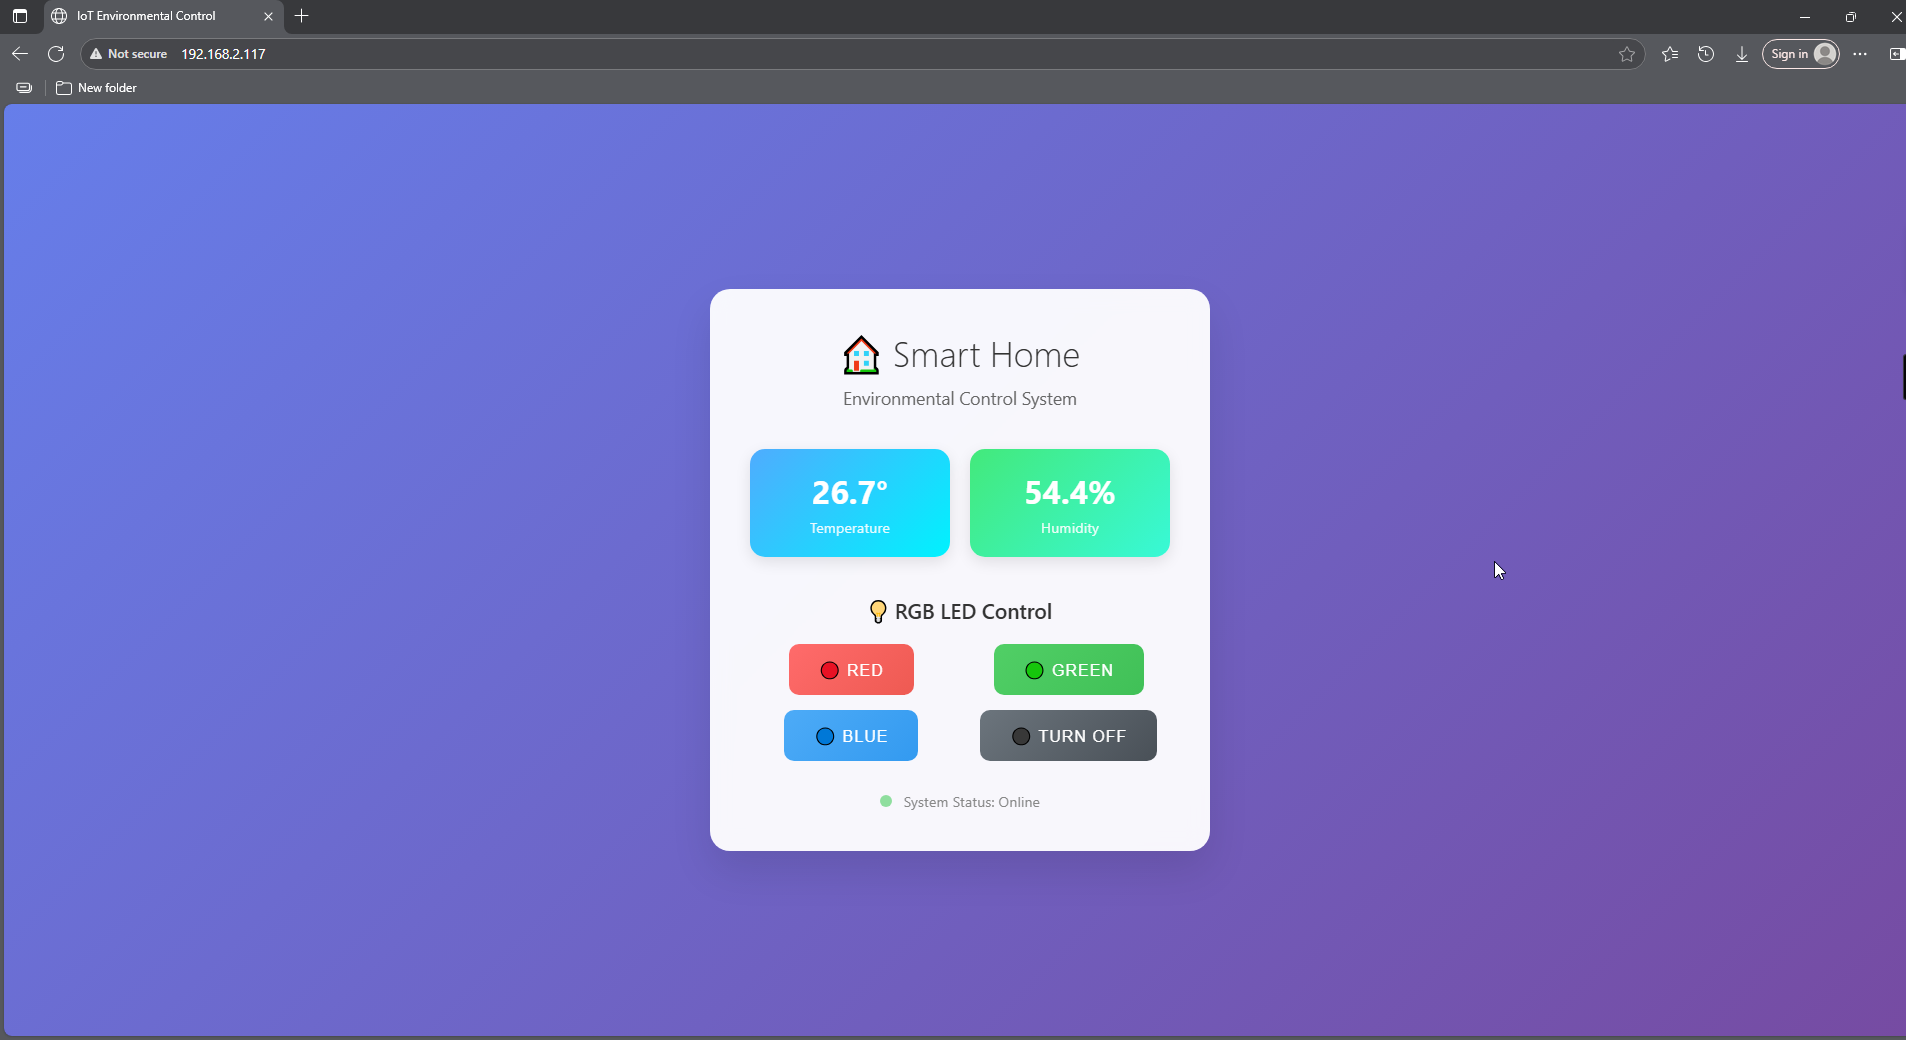 IoT Environmental Control
Not secure 192.168.2.117
Sign in
New folder
Smart Home
Environmental Control System
26.7°
Temperature
54.4%
Humidity
RGB LED Control
RED
GREEN
BLUE
TURN OFF
System Status: Online